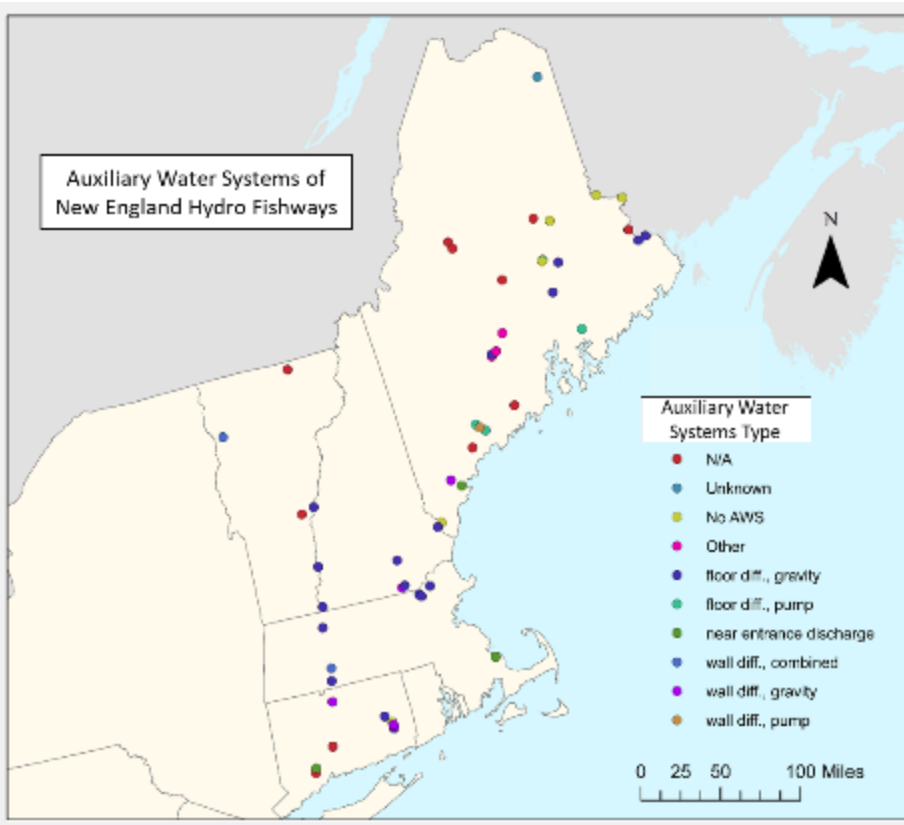 Auxiliary Water Systems of
New England Hydro Fishways
N
Auxiliary Water
Systems Type
N/A
Unknown
No AWS
Other
floor diff., gravity
floor diff., pump
near entrance discharge
wall diff., combined
wall diff., gravity
wall diff., pump
0 25 50 100 Miles